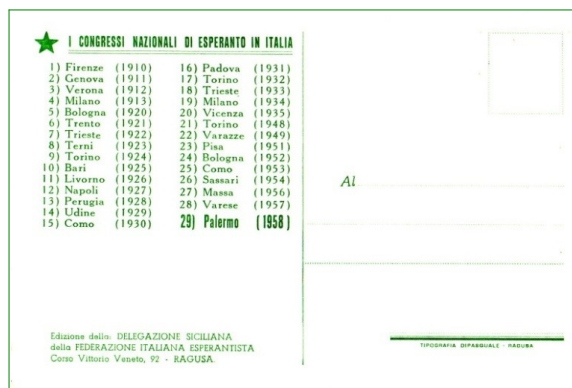 I CONGRESSI NAZIONALI DI ESPERANTO IN ITALIA
1) Firenze (1910)
2) Genova (1911)
3) Verona (1912)
4) Milano (1913)
5) Bologna (1920)
6) Trento (1921)
7) Trieste (1922)
8) Terni (1923)
9) Torino (1924)
10) Bari (1925)
11) Livorno (1926)
12) Napoli (1927)
13) Perugia (1928)
14) Udine (1929)
15) Como (1930)
16) Padova (1931)
17) Torino (1932)
18) Trieste (1933)
19) Milano (1934)
20) Vicenza (1935)
21) Torino (1948)
22) Varazze (1949)
23) Pisa (1951)
24) Bologna (1952)
25) Como (1953)
26) Sassari (1954)
27) Massa (1956)
28) Varese (1957)
29) Palermo (1958)
Al
Edizione della: DELEGAZIONE SICILIANA
della FEDERAZIONE ITALIANA ESPERANTISTA
Corso Vittorio Veneto, 92 - RAGUSA
TIPOGRAFIA DIPASQUALE - RAGUSA